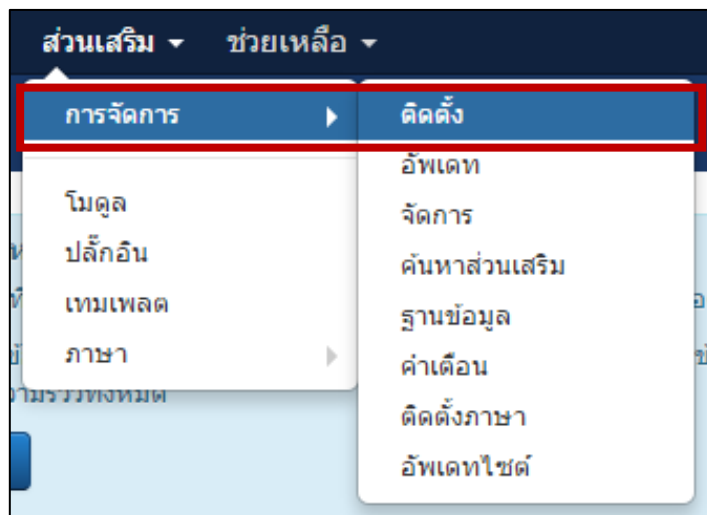 ส่วนเสริม ช่วยเหลือ
การจัดการ
โมดูล
ปลั๊กอิน
เทมเพลต
ภาษา
ติดตั้ง
อัพเดท
จัดการ
ค้นหาส่วนเสริม
ฐานข้อมูล
คำเตือน
ติดตั้งภาษา
อัพเดทไซต์